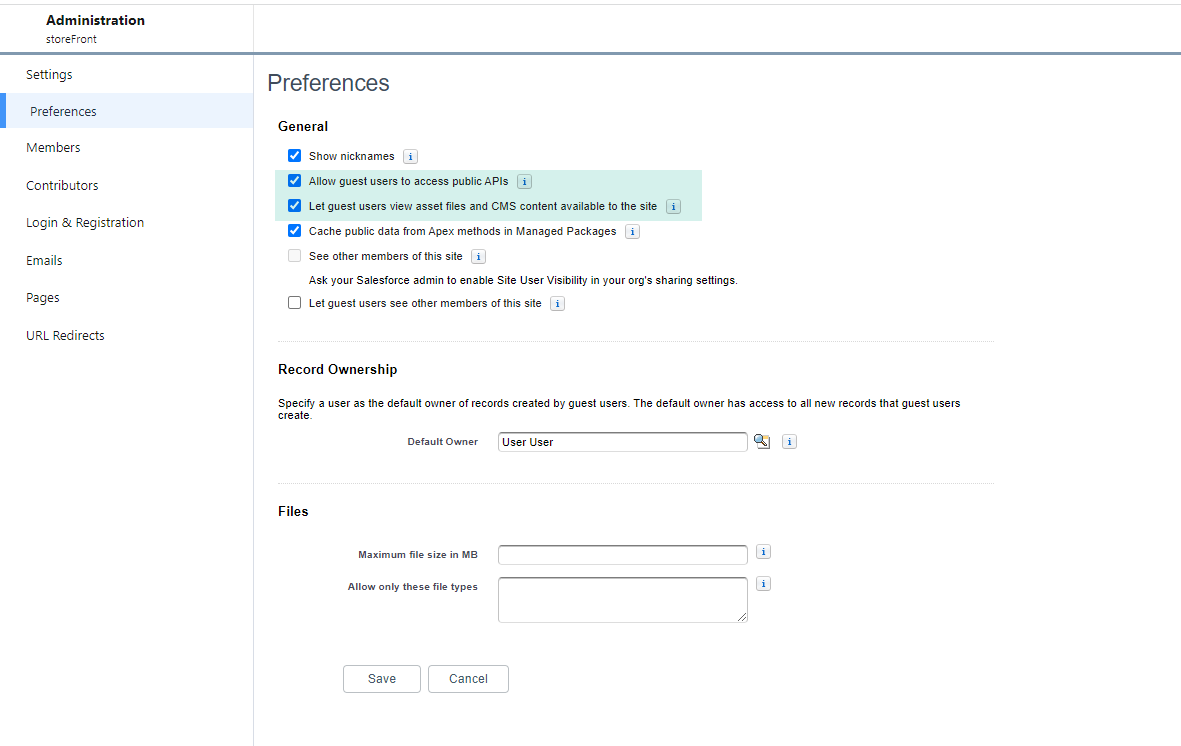 Administration
storeFront
Settings
Preferences
Members
Contributors
Login & Registration
Emails
Pages
URL Redirects
Preferences
General
Show nicknames i
Allow guest users to access public APIs i
Let guest users view asset files and CMS content available to the site i
Cache public data from Apex methods in Managed Packages i
See other members of this site i
Ask your Salesforce admin to enable Site User Visibility in your org's sharing settings.
Let guest users see other members of this site i
Record Ownership
Specify a user as the default owner of records created by guest users. The default owner has access to all new records that guest users
create.
Default Owner User User i
Files
Maximum file size in MB i
Allow only these file types i
Save Cancel